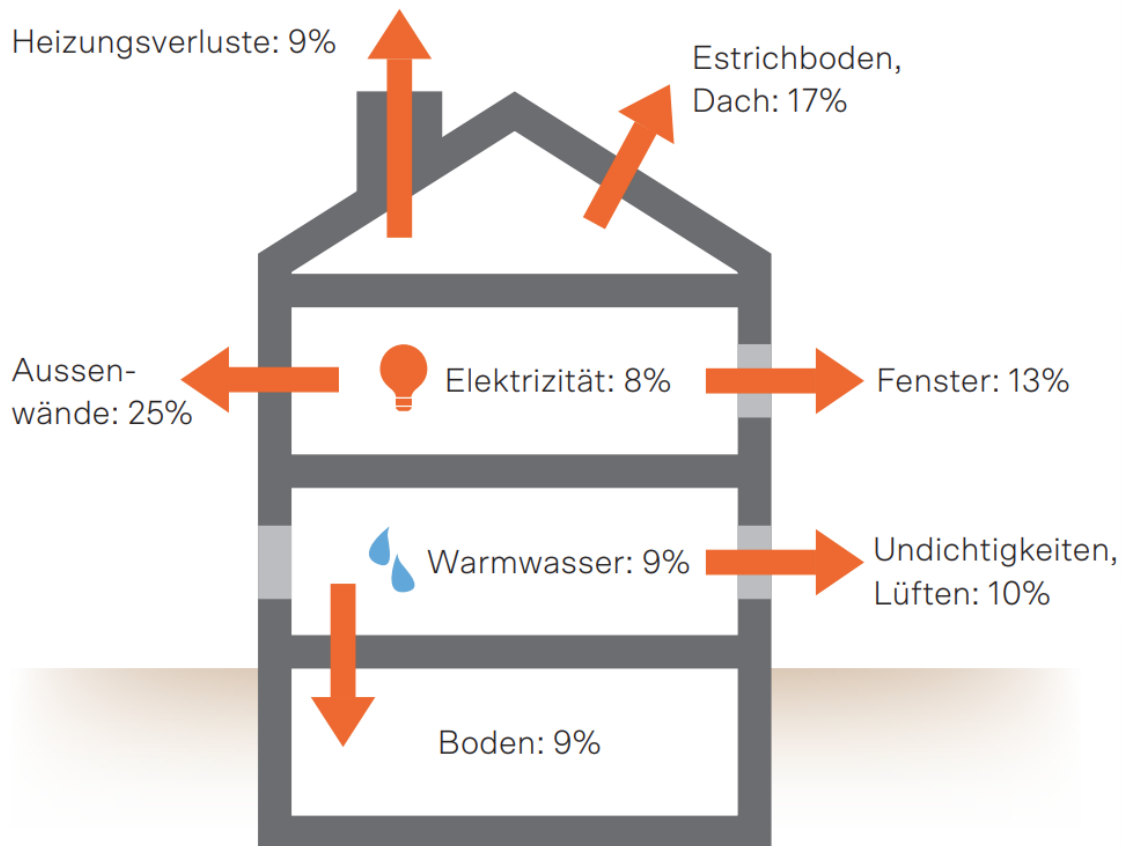 Heizungsverluste: 9%
Estrichboden,
Dach: 17%
Aussen-
wände: 25%
Elektrizität: 8%
Fenster: 13%
Warmwasser: 9%
Undichtigkeiten,
Lüften: 10%
Boden: 9%